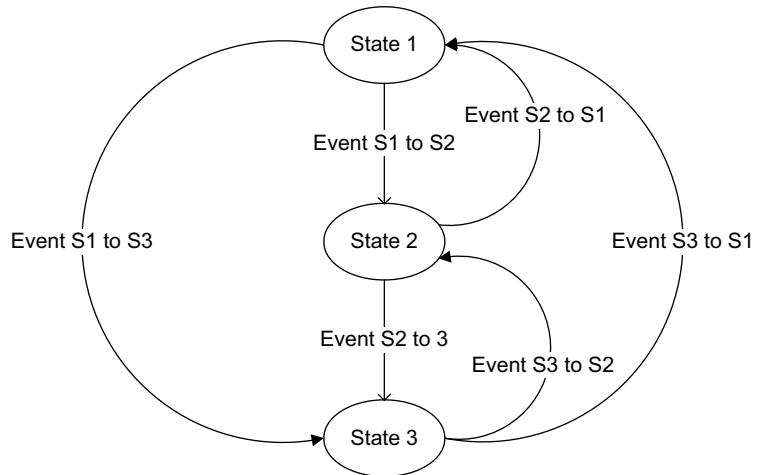 State 1
Event S2 to S1
Event S1 to S2
Event S1 to S3
State 2
Event S3 to S1
Event S2 to 3
Event S3 to S2
State 3